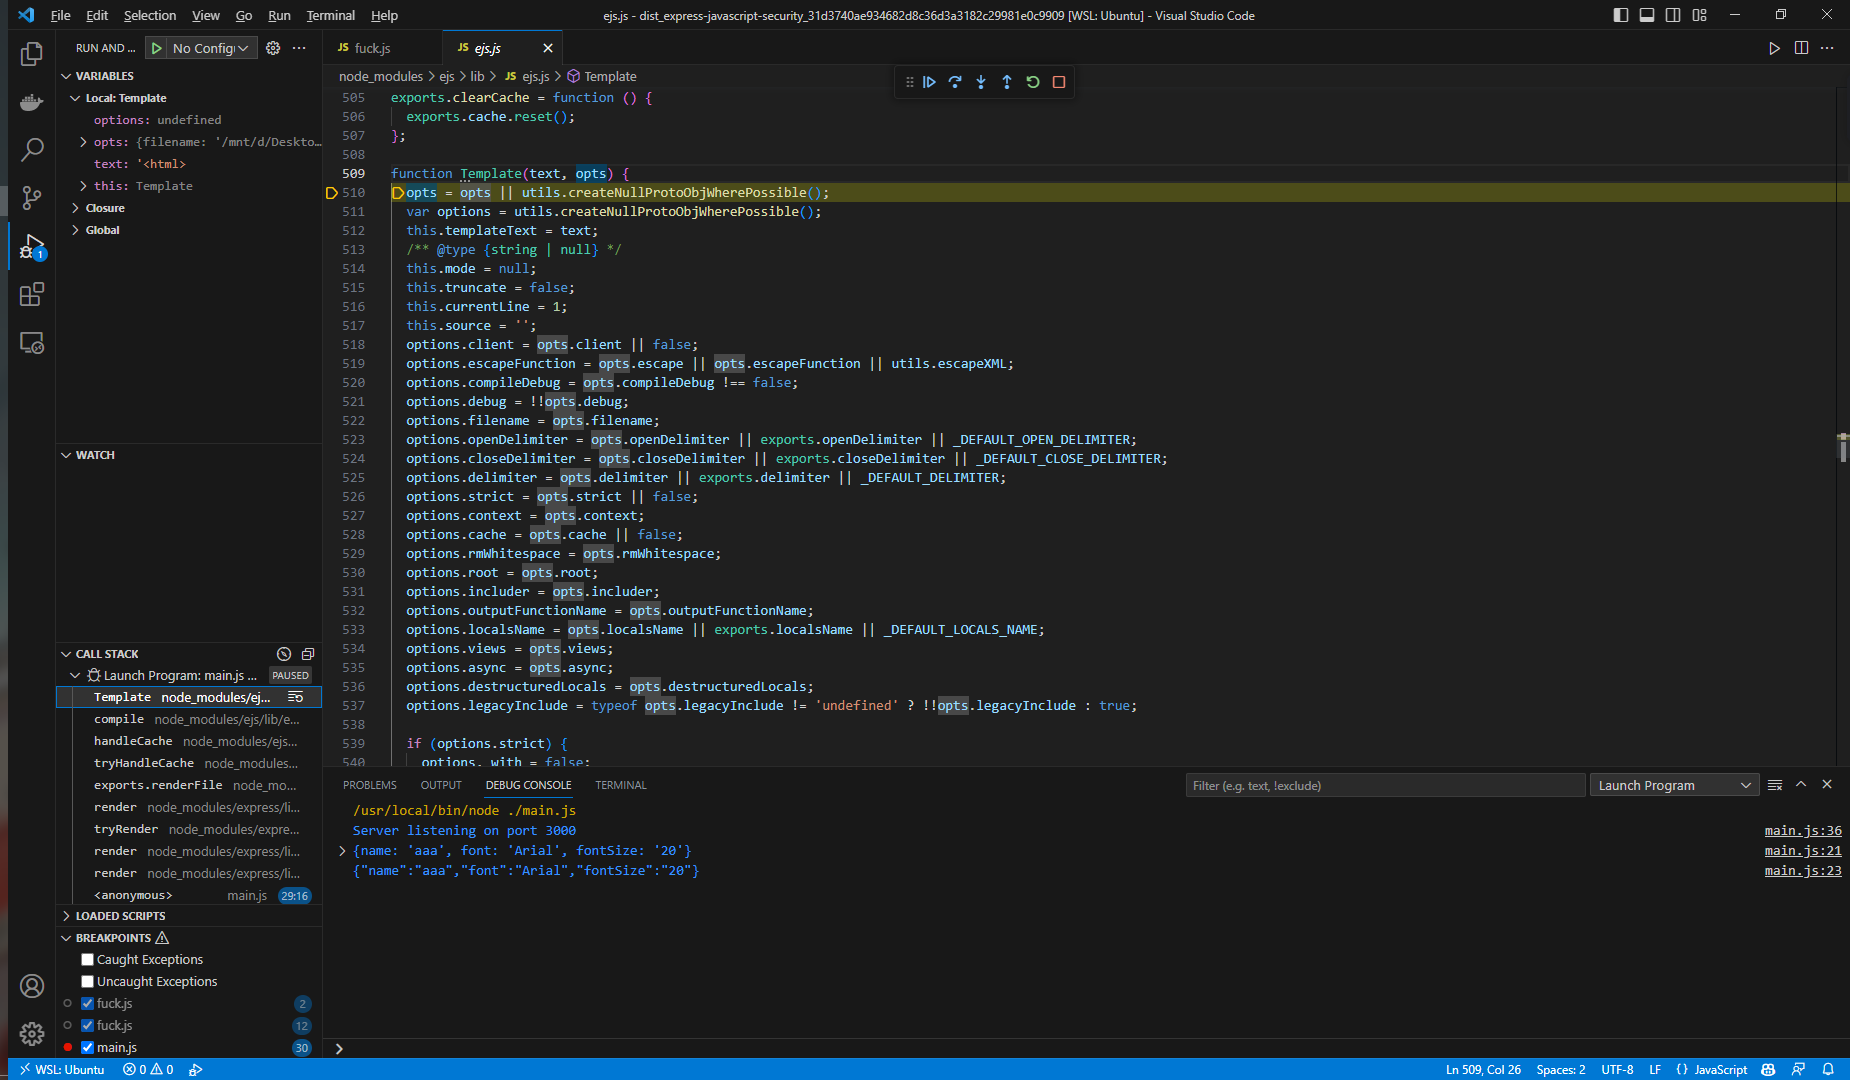 File Edit Selection View Go Run Terminal Help
ejs.js - dist_express-javascript-security_31d3740ae934682d8c36d3a3182c29981e0c9909 [WSL: Ubuntu] - Visual Studio Code
RUN AND ...
No Config
JS fuck.js
JS ejs.js
VARIABLES
Local: Template
options: undefined
opts: {filename: '/mnt/d/Deskto...
text: '<html>
this: Template
Closure
Global
WATCH
CALL STACK
Launch Program: main.js ... PAUSED
Template node_modules/ej...
compile node_modules/ejs/lib/e...
handleCache node_modules/ejs...
tryHandleCache node_modules...
exports.renderFile node_mo...
render node_modules/express/li...
tryRender node_modules/expre...
render node_modules/express/li...
render node_modules/express/li...
<anonymous> main.js 29:16
LOADED SCRIPTS
BREAKPOINTS
Caught Exceptions
Uncaught Exceptions
fuck.js 2
fuck.js 12
main.js 30
1
node_modules > ejs > lib > JS ejs.js > Template
505 exports.clearCache = function () {
506   exports.cache.reset();
507 };
508
509 function Template(text, opts) {
510   opts = opts || utils.createNullProtoObjWherePossible();
511   var options = utils.createNullProtoObjWherePossible();
512   this.templateText = text;
513   /** @type {string | null} */
514   this.mode = null;
515   this.truncate = false;
516   this.currentLine = 1;
517   this.source = '';
518   options.client = opts.client || false;
519   options.escapeFunction = opts.escape || opts.escapeFunction || utils.escapeXML;
520   options.compileDebug = opts.compileDebug !== false;
521   options.debug = !!opts.debug;
522   options.filename = opts.filename;
523   options.openDelimiter = opts.openDelimiter || exports.openDelimiter || _DEFAULT_OPEN_DELIMITER;
524   options.closeDelimiter = opts.closeDelimiter || exports.closeDelimiter || _DEFAULT_CLOSE_DELIMITER;
525   options.delimiter = opts.delimiter || exports.delimiter || _DEFAULT_DELIMITER;
526   options.strict = opts.strict || false;
527   options.context = opts.context;
528   options.cache = opts.cache || false;
529   options.rmWhitespace = opts.rmWhitespace;
530   options.root = opts.root;
531   options.includer = opts.includer;
532   options.outputFunctionName = opts.outputFunctionName;
533   options.localsName = opts.localsName || exports.localsName || _DEFAULT_LOCALS_NAME;
534   options.views = opts.views;
535   options.async = opts.async;
536   options.destructuredLocals = opts.destructuredLocals;
537   options.legacyInclude = typeof opts.legacyInclude != 'undefined' ? !!opts.legacyInclude : true;
538
539   if (options.strict) {
540     options._with = false;
PROBLEMS OUTPUT DEBUG CONSOLE TERMINAL
Filter (e.g. text, !exclude)
Launch Program
/usr/local/bin/node ./main.js
Server listening on port 3000 main.js:36
{name: 'aaa', font: 'Arial', fontSize: '20'} main.js:21
{"name":"aaa","font":"Arial","fontSize":"20"} main.js:23
WSL: Ubuntu 0 0
Ln 509, Col 26 Spaces: 2 UTF-8 LF {} JavaScript